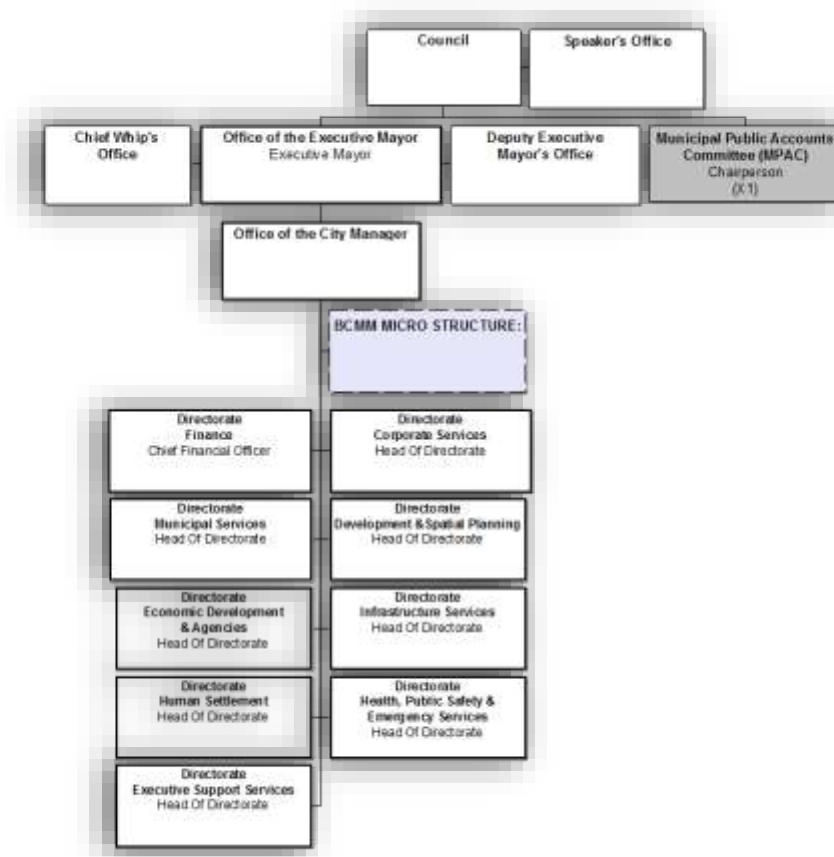 Council
Speaker's Office
Chief Whip's
Office
Office of the Executive Mayor
Executive Mayor
Deputy Executive
Mayor's Office
Municipal Public Accounts
Committee (MPAC)
Chairperson
(X1)
Office of the City Manager
BCMM MICRO STRUCTURE:
Directorate
Finance
Chief Financial Officer
Directorate
Corporate Services
Head Of Directorate
Directorate
Municipal Services
Head Of Directorate
Directorate
Development & Spatial Planning
Head Of Directorate
Directorate
Economic Development
& Agencies
Head Of Directorate
Directorate
Infrastructure Services
Head Of Directorate
Directorate
Human Settlement
Head Of Directorate
Directorate
Health, Public Safety &
Emergency Services
Head Of Directorate
Directorate
Executive Support Services
Head Of Directorate